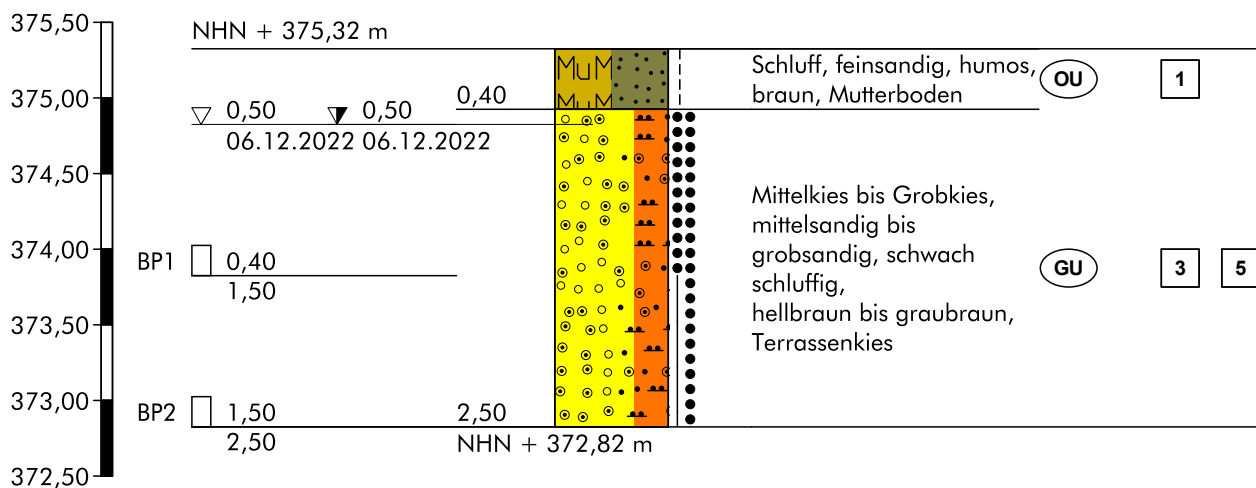 375,50
375,00
374,50
374,00
373,50
373,00
372,50
NHN + 375,32 m
MuM
MuM
0,40
0,50 0,50
06.12.2022 06.12.2022
Schluff, feinsandig, humos,
braun, Mutterboden
OU 1
BP1 0,40
1,50
Mittelkies bis Grobkies,
mittelsandig bis
grobsandig, schwach
schluffig,
hellbraun bis graubraun,
Terrassenkies
GU 3 5
BP2 1,50 2,50
2,50
NHN + 372,82 m